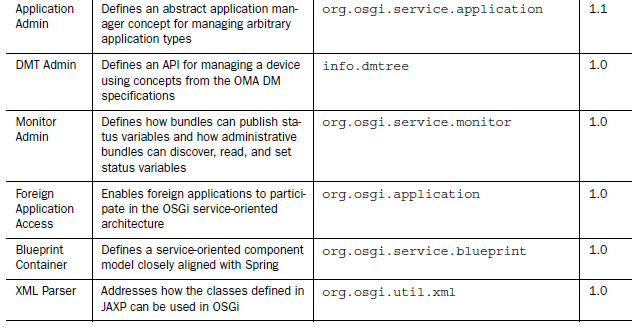 Application Defines an abstract application man- org.osgi.service.application 1.1
Admin ager concept for managing arbitrary
application types
DMT Admin Defines an API for managing a device info.dmtree 1.0
using concepts from the OMA DM
specifications
Monitor Defines how bundles can publish sta- org.osgi.service.monitor 1.0
Admin tus variables and how administrative
bundles can discover, read, and set
status variables
Foreign Enables foreign applications to partici- org.osgi.application 1.0
Application pate in the OSGi service-oriented
Access architecture
Blueprint Defines a service-oriented component org.osgi.service.blueprint 1.0
Container model closely aligned with Spring
XML Parser Addresses how the classes defined in org.osgi.util.xml 1.0
JAXP can be used in OSGi